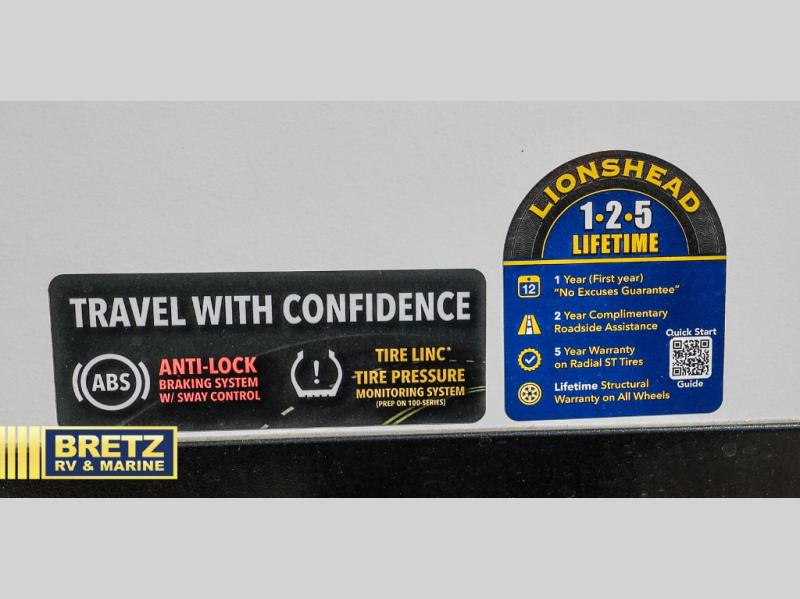 TRAVEL WITH CONFIDENCE
ABS
ANTI-LOCK
BRAKING SYSTEM
W/ SWAY CONTROL
!
TIRE LINC*
TIRE PRESSURE
MONITORING SYSTEM
(PREP ON 100-SERIES)
LIONSHEAD
1•2•5
LIFETIME
12
1 Year (First year)
"No Excuses Guarantee"
2 Year Complimentary
Roadside Assistance
5 Year Warranty
on Radial ST Tires
Lifetime Structural
Warranty on All Wheels
Quick Start
Guide
BRETZ
RV & MARINE